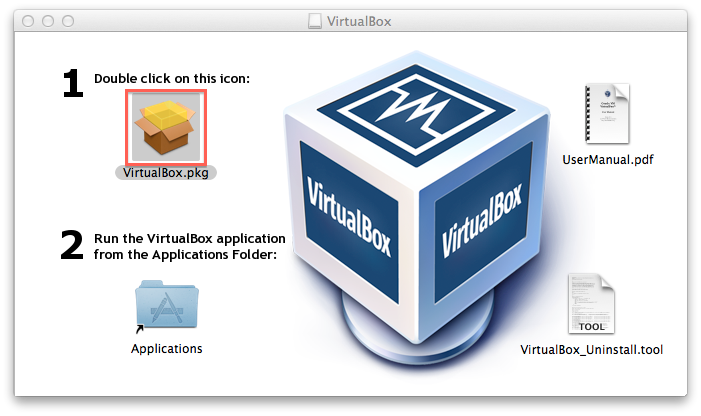 VirtualBox
1 Double click on this icon:
VirtualBox.pkg
2 Run the VirtualBox application
from the Applications Folder:
Applications
VirtualBox
VirtualBox
UserManual.pdf
TOOL
VirtualBox_Uninstall.tool